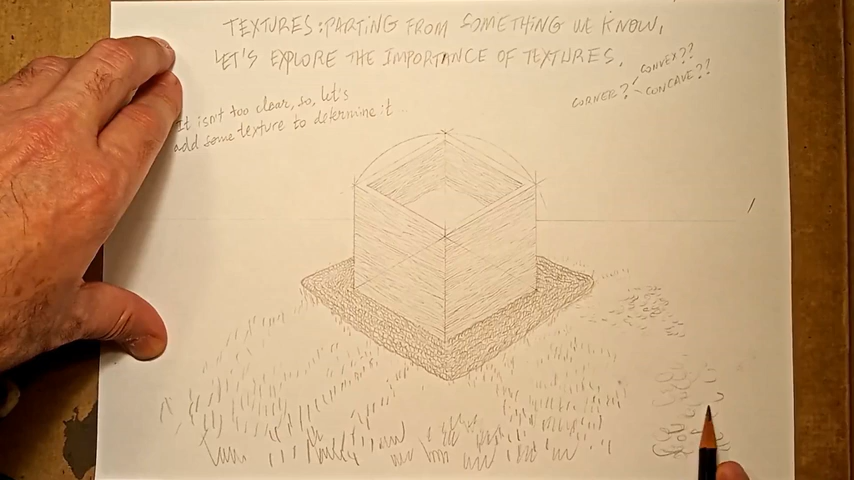 TEXTURES: PARTING FROM SOMETHING WE KNOW,
LET'S EXPLORE THE IMPORTANCE OF TEXTURES.
CONVEX??
CORNER?
CONCAVE??
It isn't too clear, so, let's
add some texture to determine it...